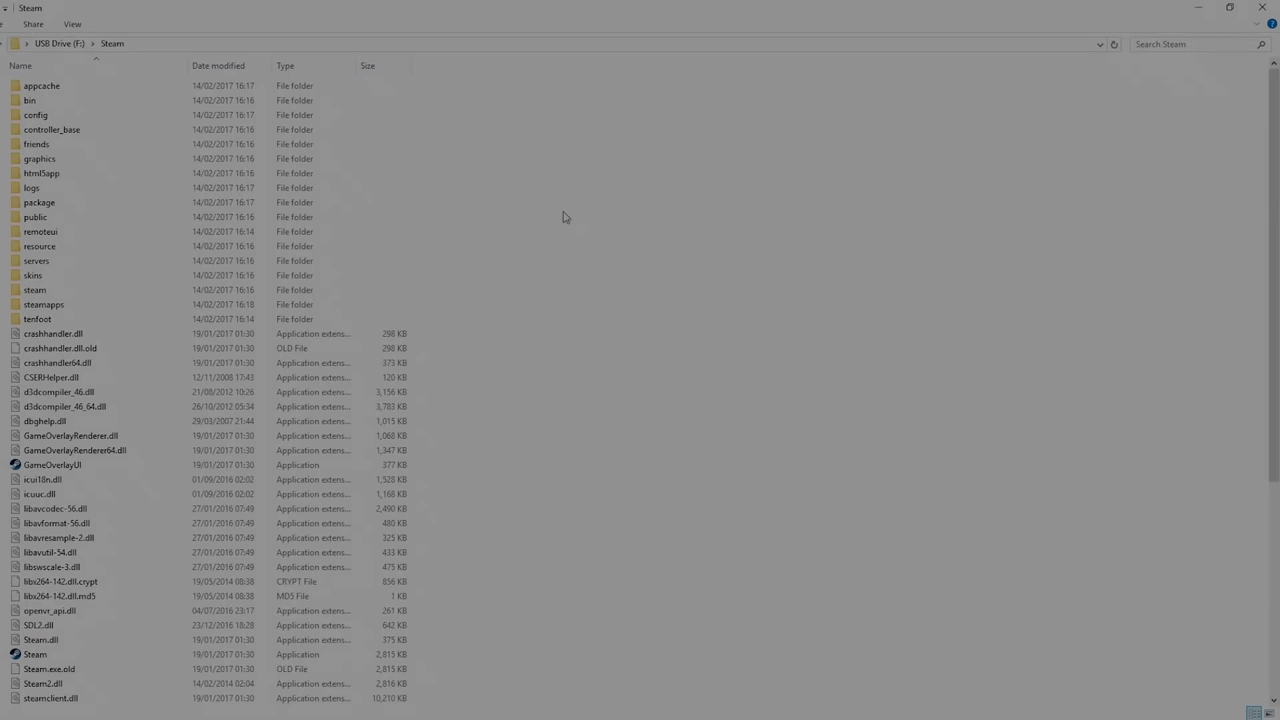 Steam
Share View
USB Drive (F:) Steam Search Steam
Name Date modified Type Size
appcache 14/02/2017 16:17 File folder
bin 14/02/2017 16:16 File folder
config 14/02/2017 16:17 File folder
controller_base 14/02/2017 16:16 File folder
friends 14/02/2017 16:16 File folder
graphics 14/02/2017 16:16 File folder
html5app 14/02/2017 16:16 File folder
logs 14/02/2017 16:17 File folder
package 14/02/2017 16:17 File folder
public 14/02/2017 16:16 File folder
remoteui 14/02/2017 16:14 File folder
resource 14/02/2017 16:16 File folder
servers 14/02/2017 16:16 File folder
skins 14/02/2017 16:16 File folder
steam 14/02/2017 16:16 File folder
steamapps 14/02/2017 16:18 File folder
tenfoot 14/02/2017 16:14 File folder
crashhandler.dll 19/01/2017 01:30 Application extens... 298 KB
crashhandler.dll.old 19/01/2017 01:30 OLD File 298 KB
crashhandler64.dll 19/01/2017 01:30 Application extens... 373 KB
CSERHelper.dll 12/11/2008 17:43 Application extens... 120 KB
d3dcompiler_46.dll 21/08/2012 10:26 Application extens... 3,156 KB
d3dcompiler_46_64.dll 26/10/2012 05:34 Application extens... 3,783 KB
dbghelp.dll 29/03/2007 21:44 Application extens... 1,015 KB
GameOverlayRenderer.dll 19/01/2017 01:30 Application extens... 1,068 KB
GameOverlayRenderer64.dll 19/01/2017 01:30 Application extens... 1,347 KB
GameOverlayUI 19/01/2017 01:30 Application 377 KB
icui18n.dll 01/09/2016 02:02 Application extens... 1,528 KB
icuuc.dll 01/09/2016 02:02 Application extens... 1,168 KB
libavcodec-56.dll 27/01/2016 07:49 Application extens... 2,490 KB
libavformat-56.dll 27/01/2016 07:49 Application extens... 480 KB
libavresample-2.dll 27/01/2016 07:49 Application extens... 325 KB
libavutil-54.dll 27/01/2016 07:49 Application extens... 433 KB
libswscale-3.dll 27/01/2016 07:49 Application extens... 475 KB
libx264-142.dll.crypt 19/05/2014 08:38 CRYPT File 856 KB
libx264-142.dll.md5 19/05/2014 08:38 MD5 File 1 KB
openvr_api.dll 04/07/2016 23:17 Application extens... 261 KB
SDL2.dll 23/12/2016 18:28 Application extens... 642 KB
Steam.dll 19/01/2017 01:30 Application extens... 375 KB
Steam 19/01/2017 01:30 Application 2,815 KB
Steam.exe.old 19/01/2017 01:30 OLD File 2,815 KB
Steam2.dll 14/02/2014 02:04 Application extens... 2,816 KB
steamclient.dll 19/01/2017 01:30 Application extens... 10,210 KB